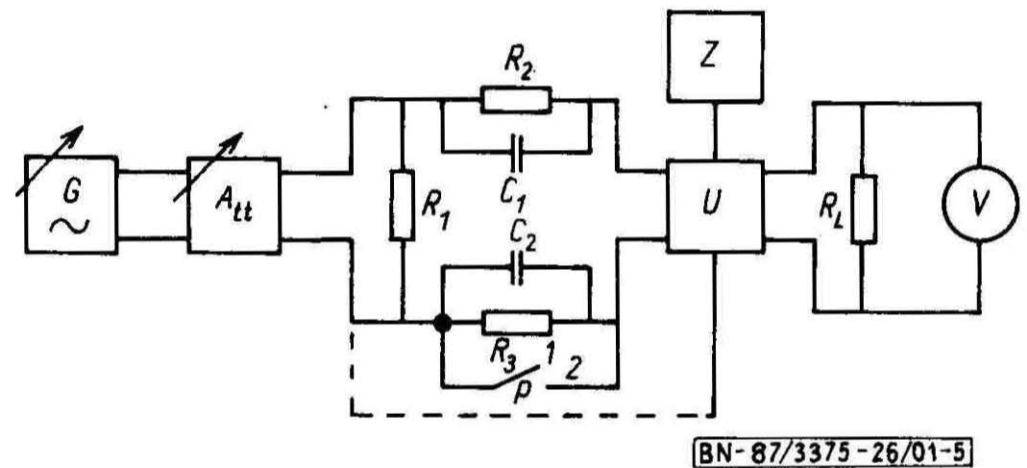 Z
R2
G
~
Att
R1
C1
C2
U
RL
V
R3
1
2
P
BN-87/3375-26/01-5